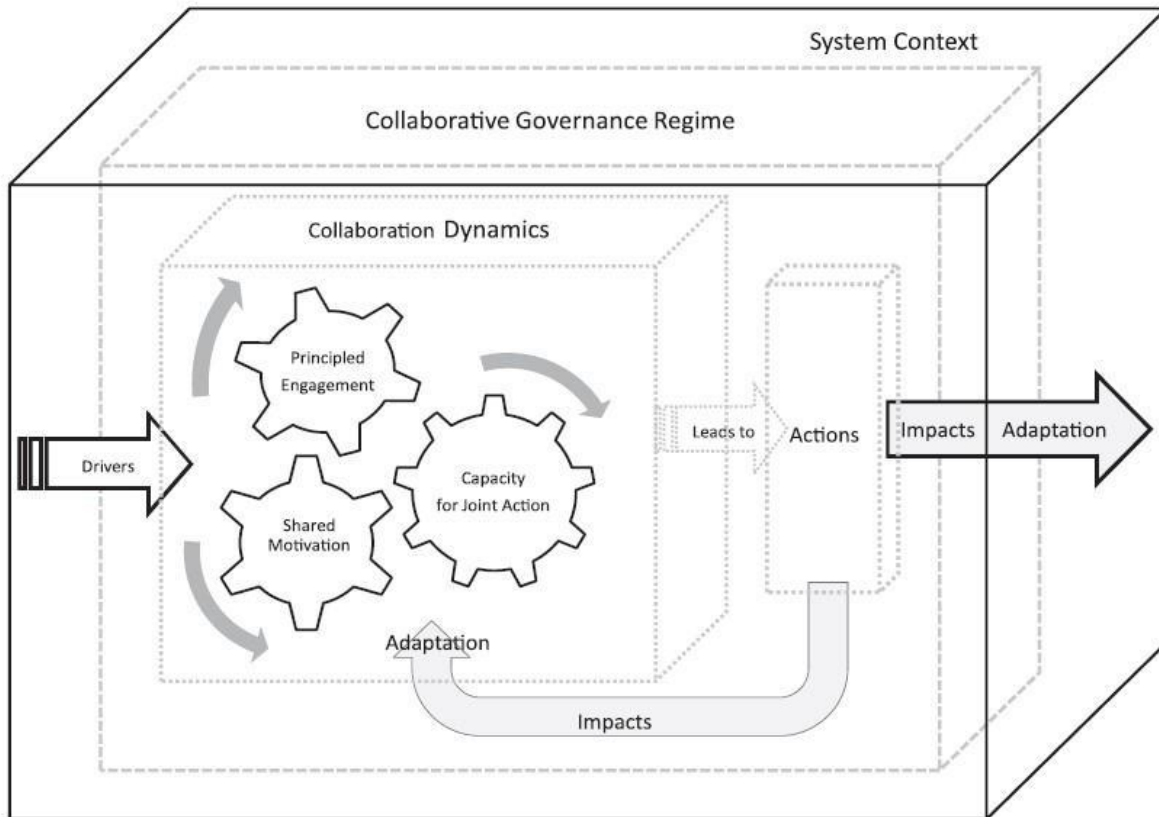 System Context
Collaborative Governance Regime
Collaboration Dynamics
Principled
Engagement
Drivers
Shared
Motivation
Capacity
for Joint Action
Leads to
Actions
Impacts
Adaptation
Adaptation
Impacts